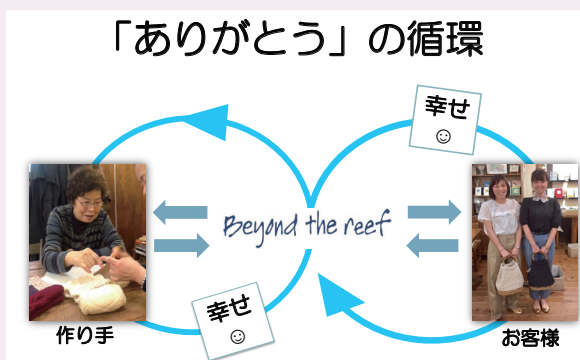 「ありがとう」の循環
幸せ
☺
Beyond the reef
幸せ
☺
作り手
お客様